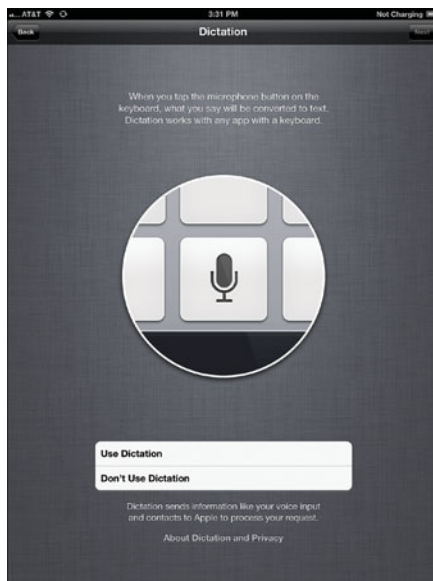 AT&T 3:31 PM Not Charging
Back Dictation Next
When you tap the microphone button on the
keyboard, what you say will be converted to text.
Dictation works with any app with a keyboard.
Use Dictation
Don't Use Dictation
Dictation sends information like your voice input
and contacts to Apple to process your request.
About Dictation and Privacy